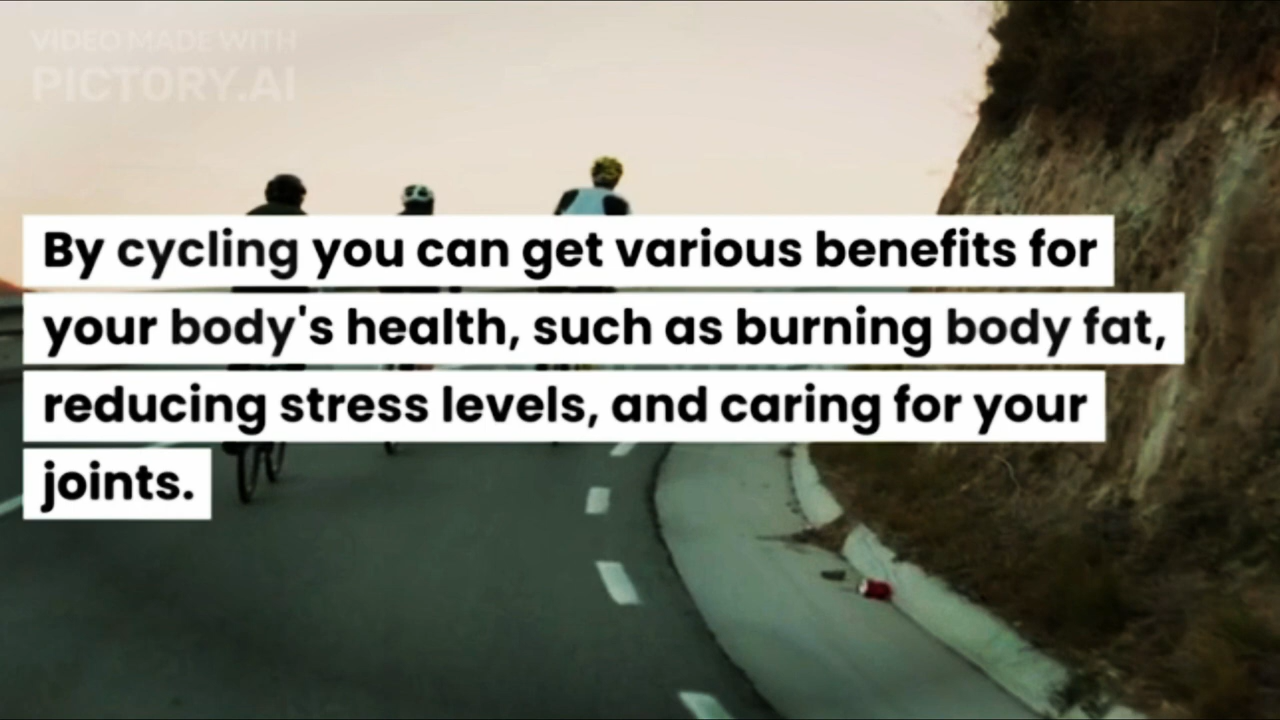 VIDEO MADE WITH
PICTORY.AI
By cycling you can get various benefits for
your body's health, such as burning body fat,
reducing stress levels, and caring for your
joints.